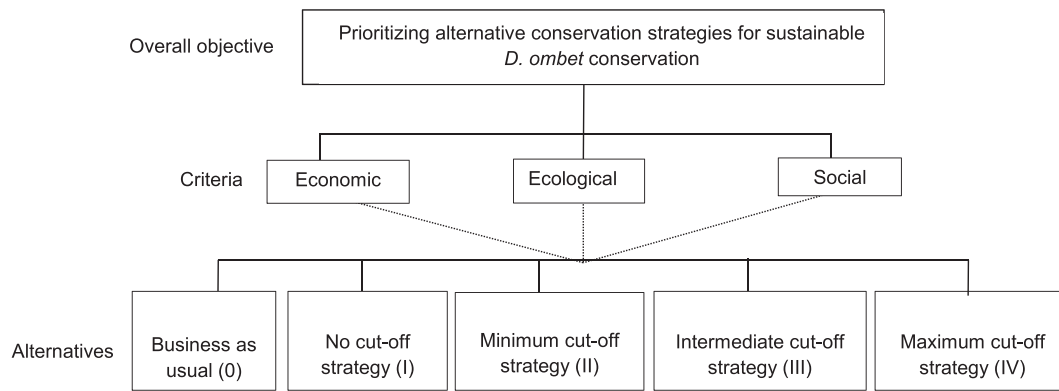 Overall objective
Prioritizing alternative conservation strategies for sustainable
D. ombet conservation
Criteria
Economic
Ecological
Social
Alternatives
Business as
usual (0)
No cut-off
strategy (I)
Minimum cut-off
strategy (II)
Intermediate cut-off
strategy (III)
Maximum cut-off
strategy (IV)